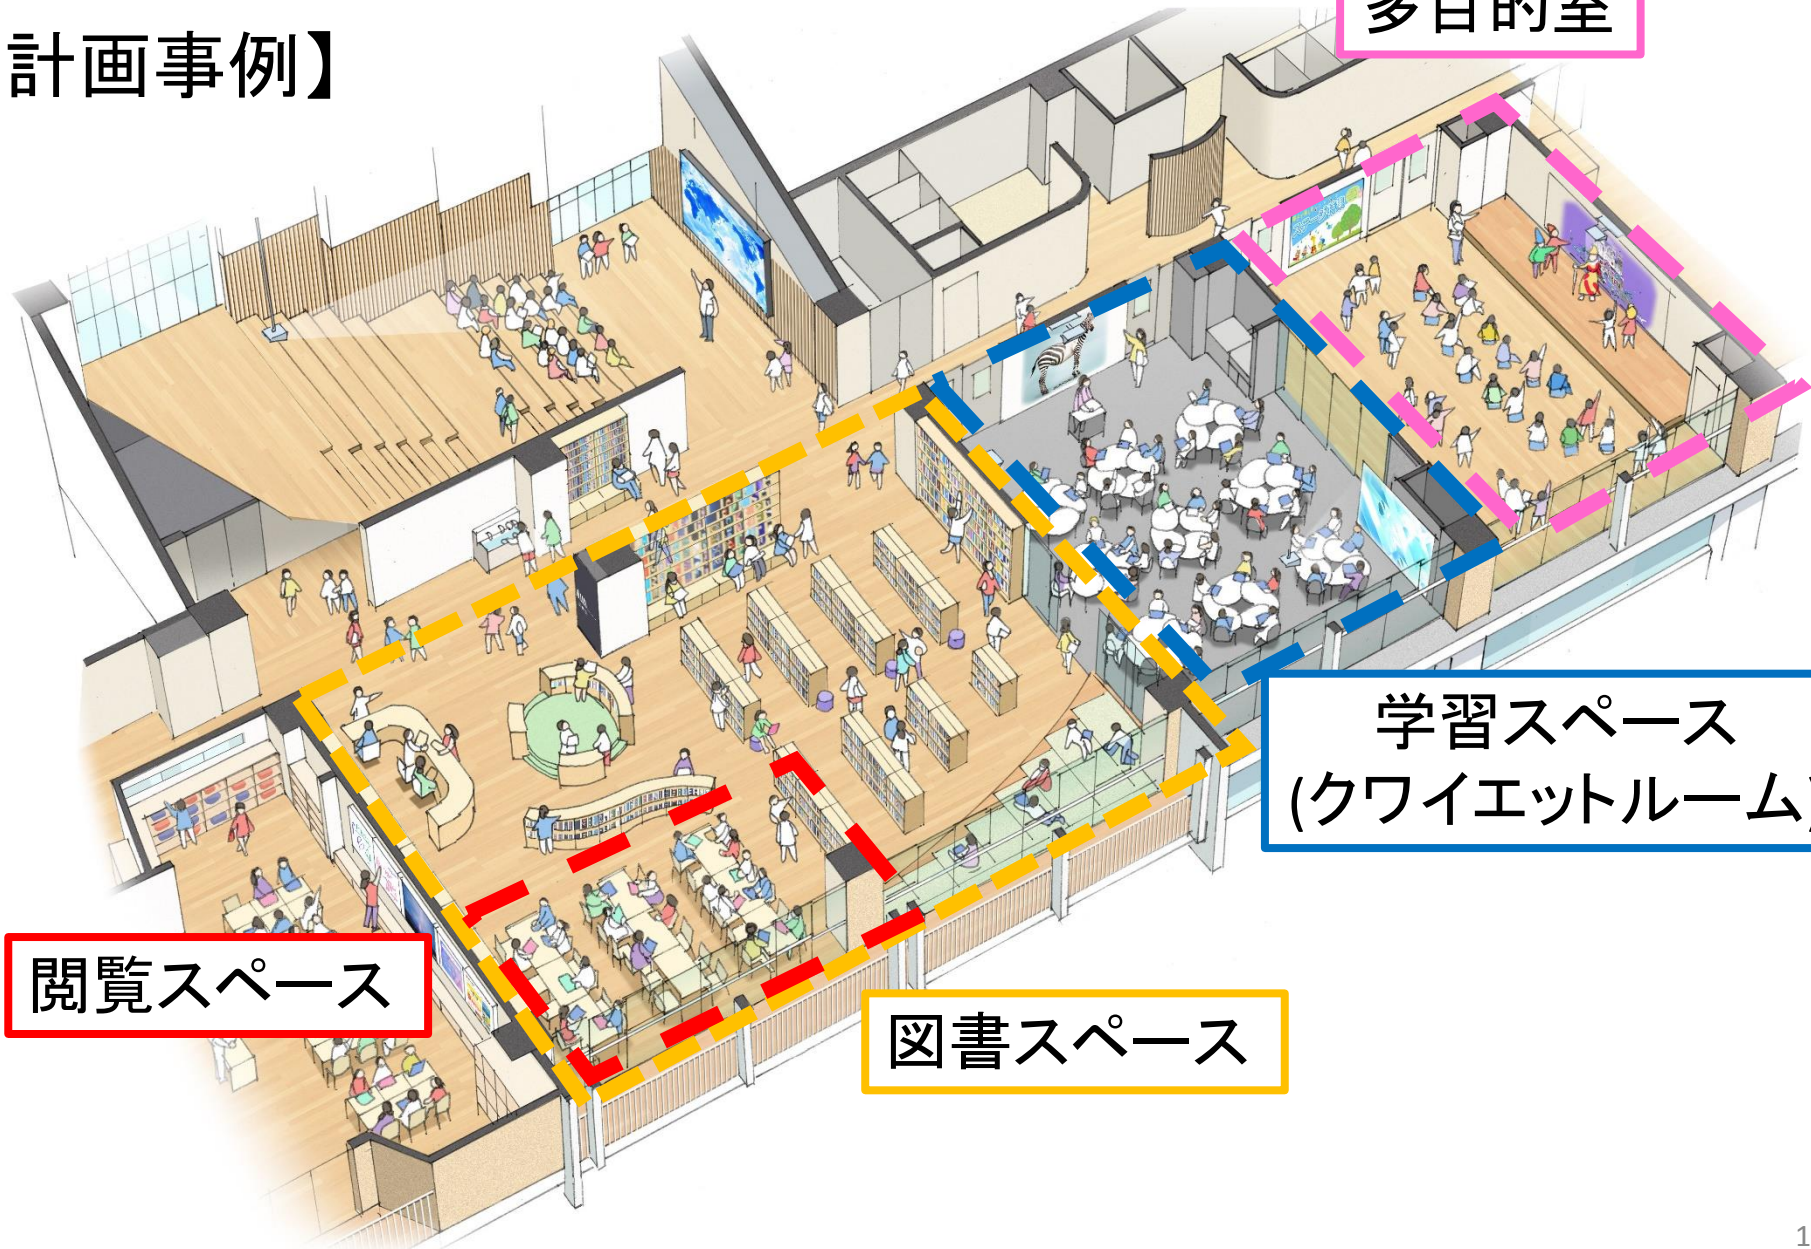 計画事例】
多目的室
学習スペース
(クワイエットルーム)
閲覧スペース
図書スペース
1